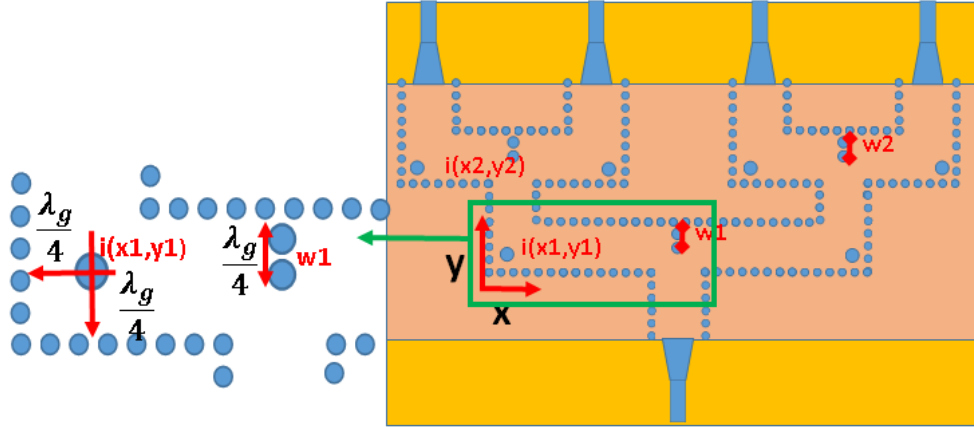 λg
4
i(x1,y1)
λg
4
λg
4
w1
i(x2,y2)
w2
i(x1,y1)
w1
y
x